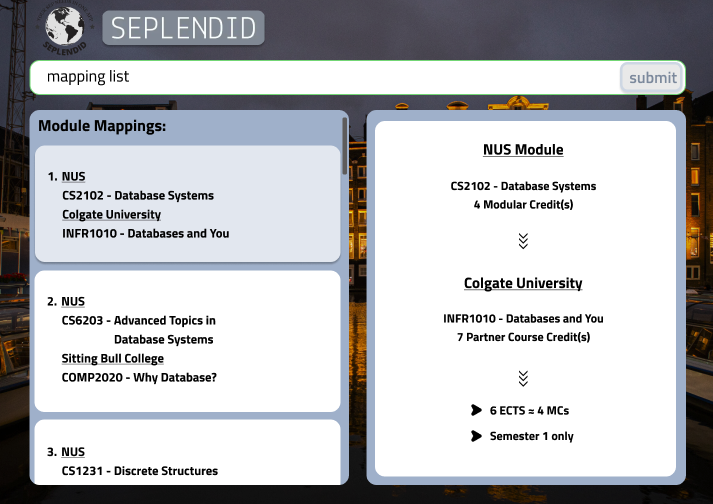 SEPLENDID
SEPLENDID
mapping list
submit
Module Mappings:
1. NUS
CS2102 - Database Systems
Colgate University
INFR1010 - Databases and You
2. NUS
CS6203 - Advanced Topics in
Database Systems
Sitting Bull College
COMP2020 - Why Database?
3. NUS
CS1231 - Discrete Structures
NUS Module
CS2102 - Database Systems
4 Modular Credit(s)
Colgate University
INFR1010 - Databases and You
7 Partner Course Credit(s)
6 ECTS ≈ 4 MCs
Semester 1 only